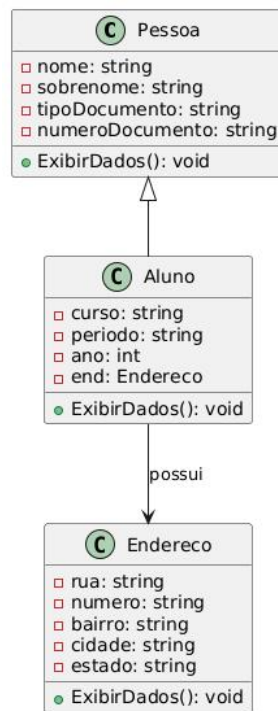 C Pessoa
nome: string
sobrenome: string
tipoDocumento: string
numeroDocumento: string
ExibirDados(): void
C Aluno
curso: string
periodo: string
ano: int
end: Endereco
ExibirDados(): void
possui
C Endereco
rua: string
numero: string
bairro: string
cidade: string
estado: string
ExibirDados(): void